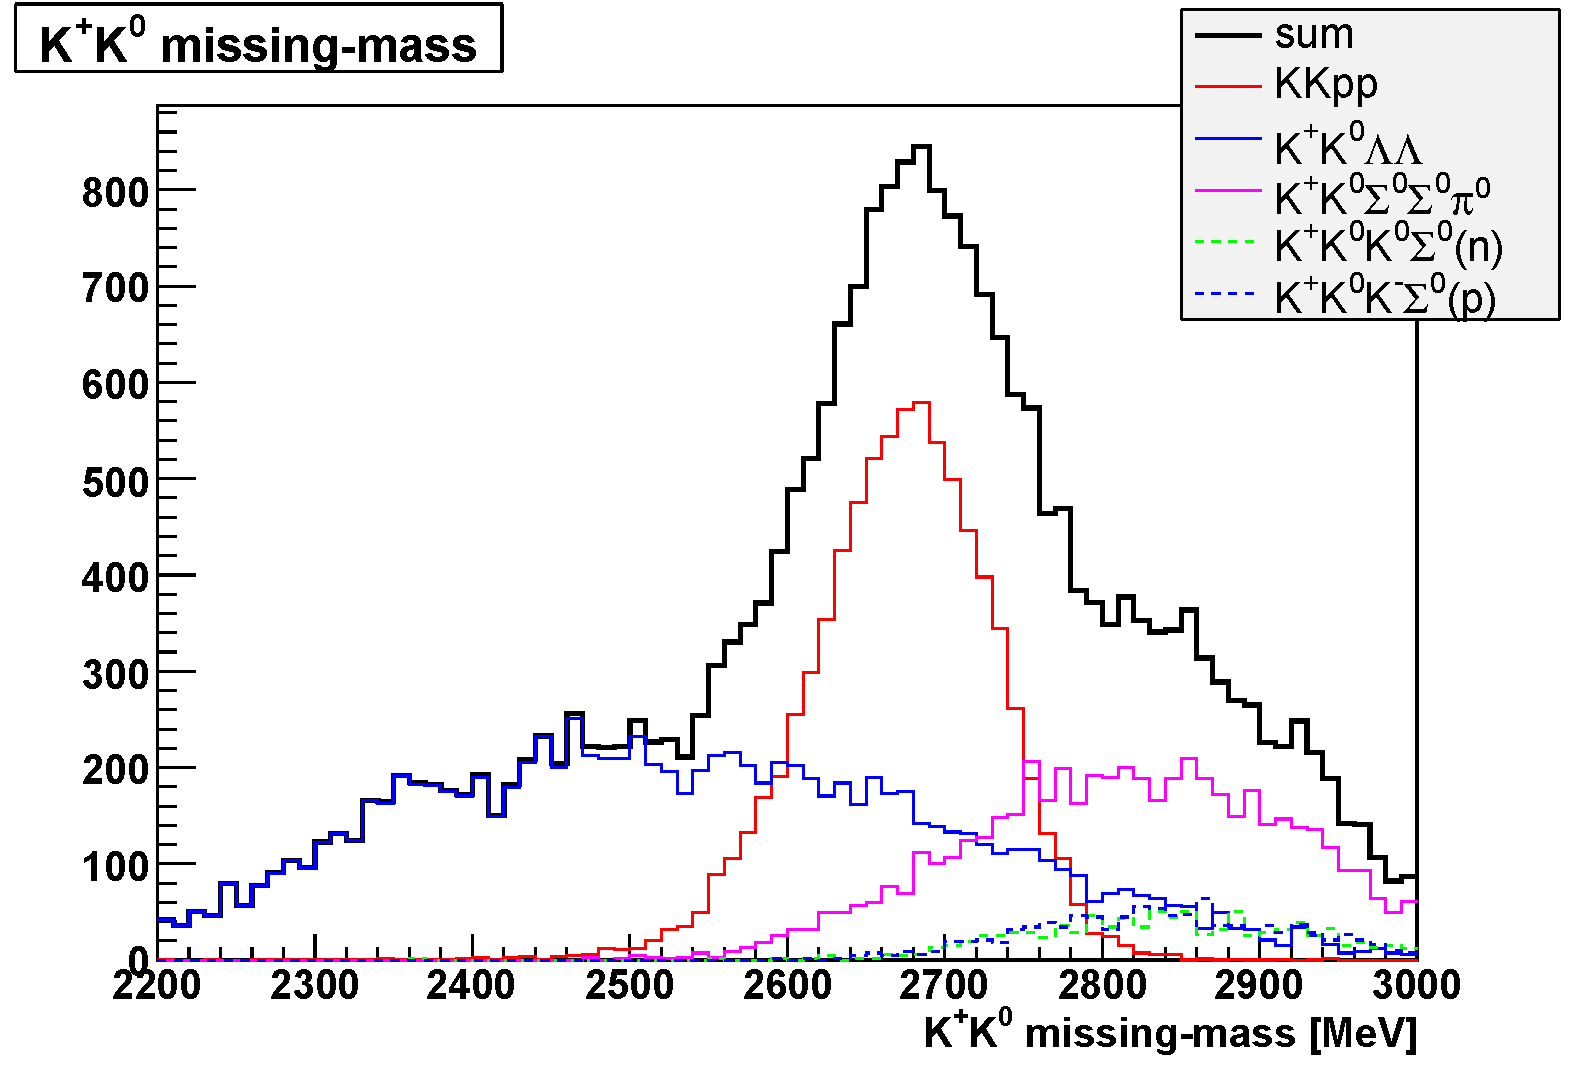 K⁺K⁰ missing-mass
sum
KKpp
K⁺K⁰ΛΛ
K⁺K⁰Σ⁰Σ⁰π⁰
K⁺K⁰K⁰Σ⁰(n)
K⁺K⁰K⁻Σ⁰(p)
800
700
600
500
400
300
200
100
0
2200 2300 2400 2500 2600 2700 2800 2900 3000
K⁺K⁰ missing-mass [MeV]